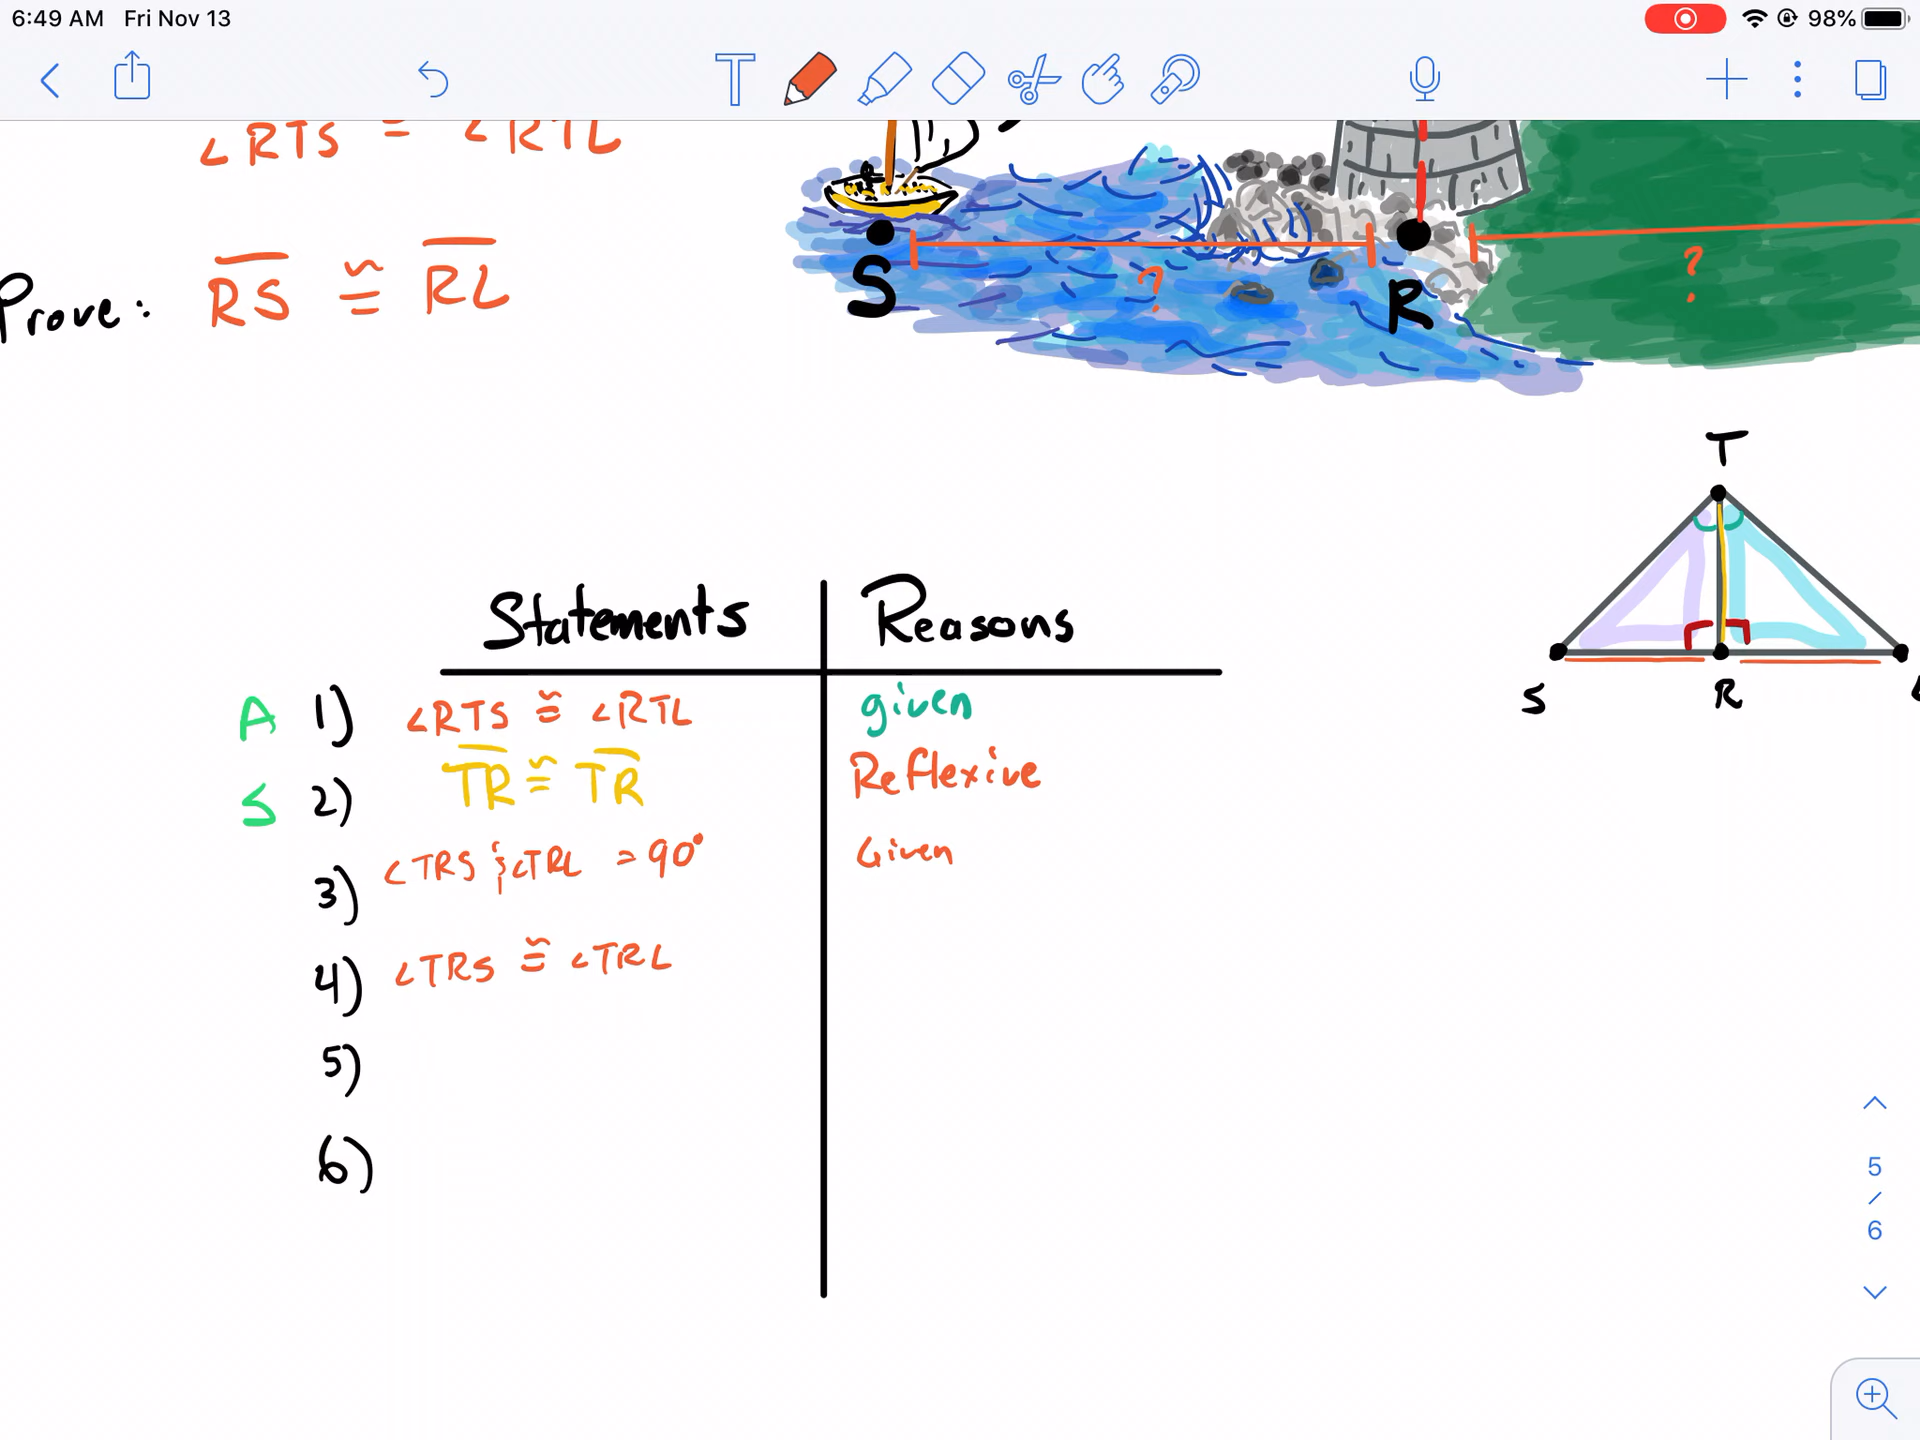 6:49 AM Fri Nov 13
98%
∠RTS ≅ ∠RTL
Prove: RS ≅ RL
S ? R ?
T
Statements Reasons
A 1) ∠RTS ≅ ∠RTL given
S R
S 2) TR ≅ TR Reflexive
3) ∠TRS & ∠TRL = 90° Given
4) ∠TRS ≅ ∠TRL
5)
6)
5
/
6